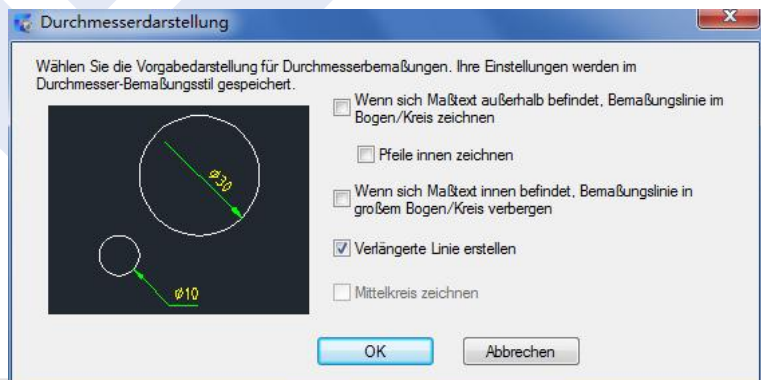 Durchmesserdarstellung
Wählen Sie die Vorgabedarstellung für Durchmesserbemaßungen. Ihre Einstellungen werden im
Durchmesser-Bemaßungsstil gespeichert.
Wenn sich Maßtext außerhalb befindet, Bemaßungslinie im
Bogen/Kreis zeichnen
Pfeile innen zeichnen
Wenn sich Maßtext innen befindet, Bemaßungslinie in
großem Bogen/Kreis verbergen
Verlängerte Linie erstellen
Mittelkreis zeichnen
ø30
ø10
OK
Abbrechen